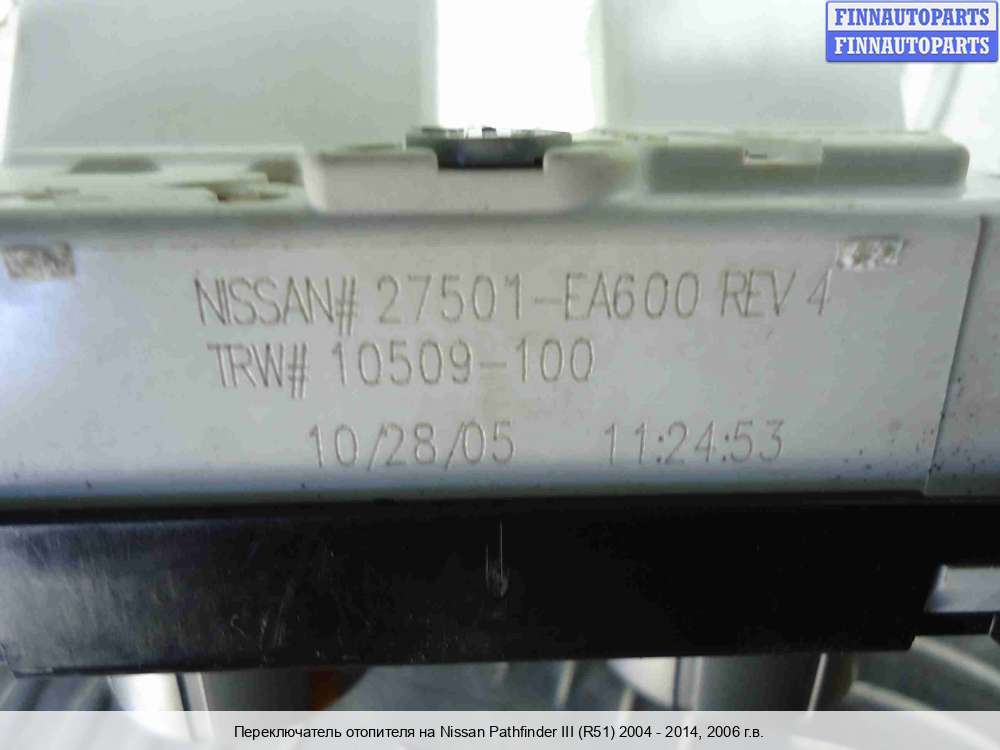 FINNAUTOPARTS
FINNAUTOPARTS
NISSAN# 27501-EA600 REV 4
TRW# 10509-100
10/28/05 11:24:53
Переключатель отопителя на Nissan Pathfinder III (R51) 2004 - 2014, 2006 г.в.